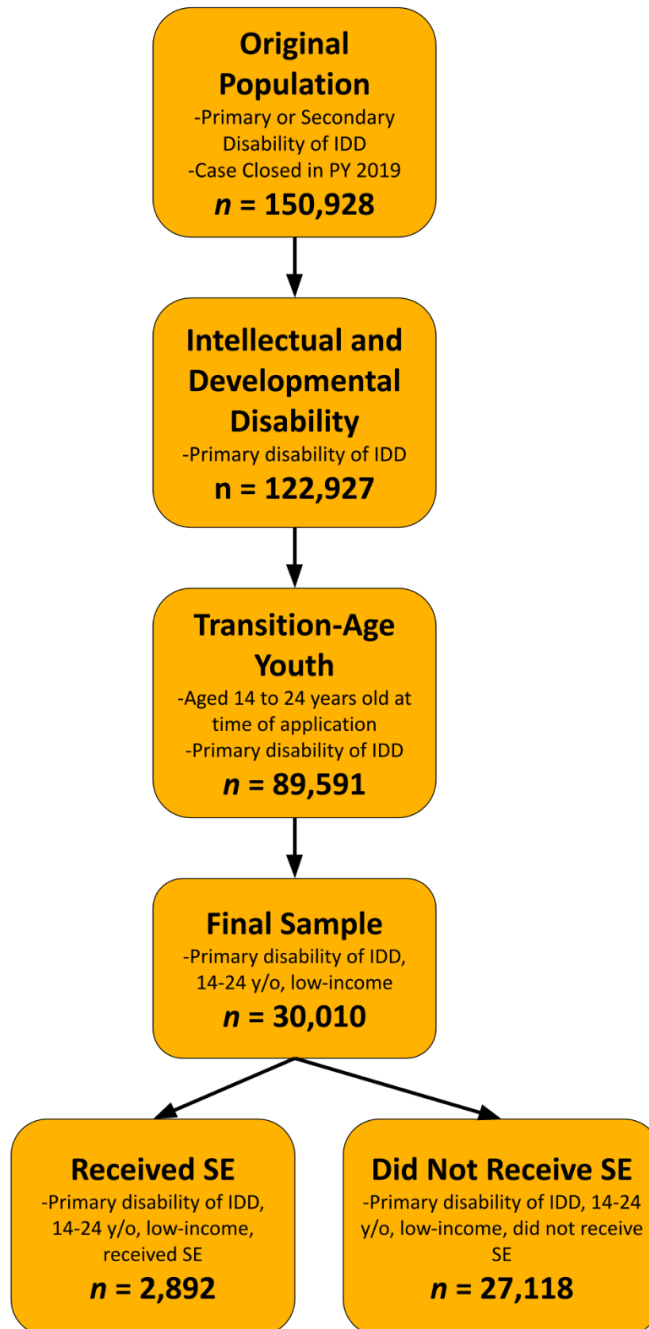 Original
Population
-Primary or Secondary
Disability of IDD
-Case Closed in PY 2019
n = 150,928
Intellectual and
Developmental
Disability
-Primary disability of IDD
n = 122,927
Transition-Age
Youth
-Aged 14 to 24 years old at
time of application
-Primary disability of IDD
n = 89,591
Final Sample
-Primary disability of IDD,
14-24 y/o, low-income
n = 30,010
Received SE
-Primary disability of IDD,
14-24 y/o, low-income,
received SE
n = 2,892
Did Not Receive SE
-Primary disability of IDD, 14-24
y/o, low-income, did not receive
SE
n = 27,118